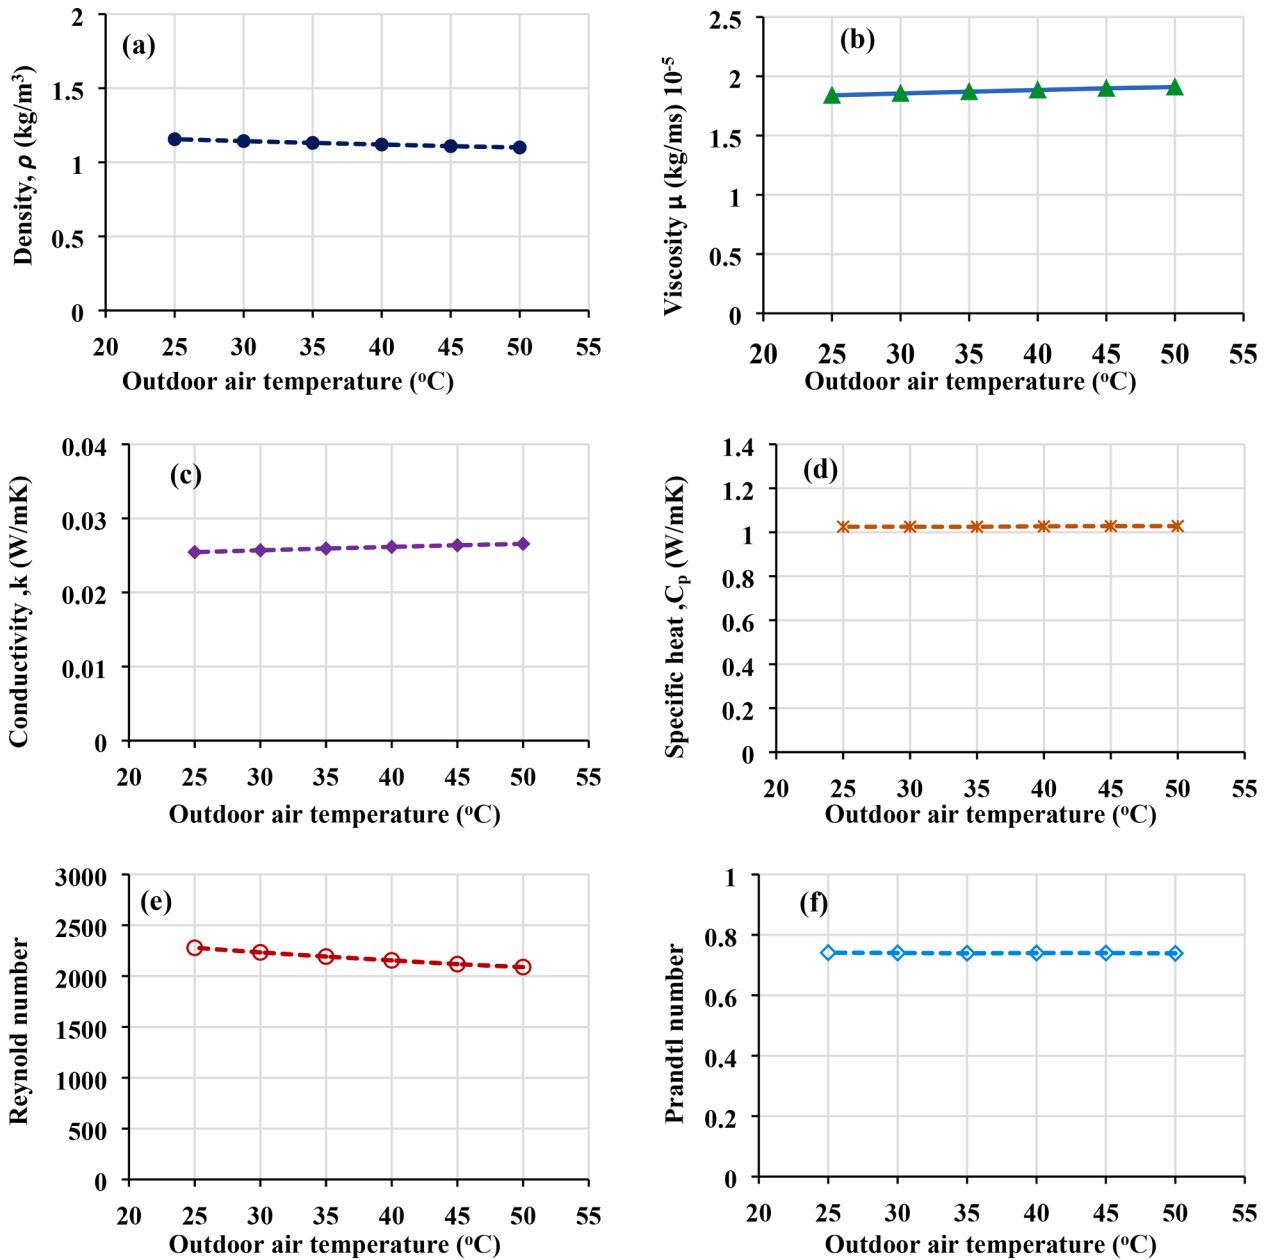 (a)
Density, ρ (kg/m³)
2
1.5
1
0.5
0
20 25 30 35 40 45 50 55
Outdoor air temperature (ºC)
(b)
Viscosity μ (kg/ms) 10⁻⁵
2.5
2
1.5
1
0.5
0
20 25 30 35 40 45 50 55
Outdoor air temperature (ºC)
(c)
Conductivity ,k (W/mK)
0.04
0.03
0.02
0.01
0
20 25 30 35 40 45 50 55
Outdoor air temperature (ºC)
(d)
Specific heat ,Cₚ (W/mK)
1.4
1.2
1
0.8
0.6
0.4
0.2
0
20 25 30 35 40 45 50 55
Outdoor air temperature (ºC)
(e)
Reynold number
3000
2500
2000
1500
1000
500
0
20 25 30 35 40 45 50 55
Outdoor air temperature (ºC)
(f)
Prandtl number
1
0.8
0.6
0.4
0.2
0
20 25 30 35 40 45 50 55
Outdoor air temperature (ºC)